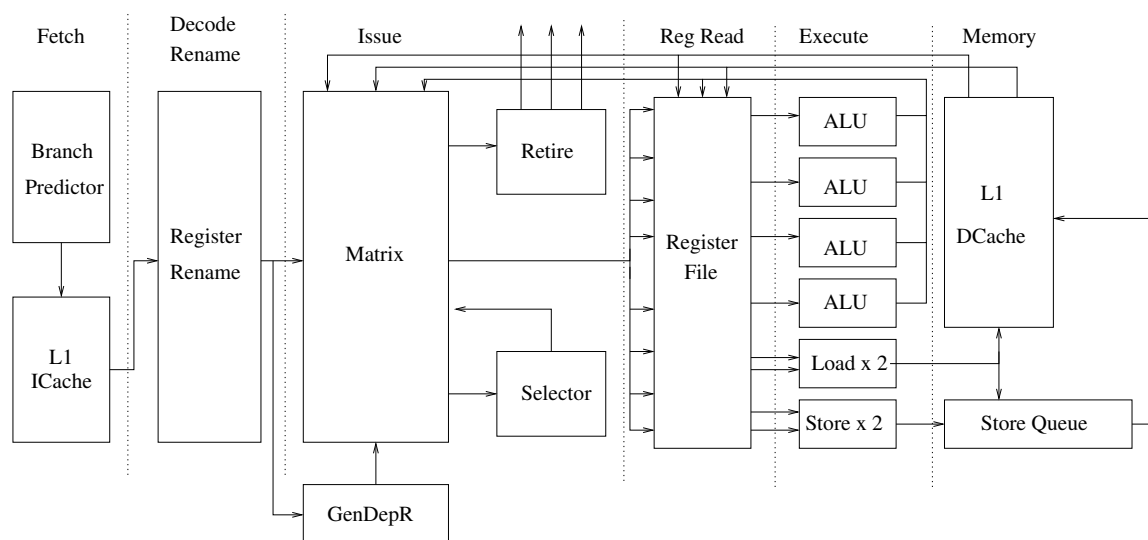 Fetch
Decode
Rename
Issue
Reg Read
Execute
Memory
Branch
Predictor
L1
ICache
Register
Rename
Matrix
GenDepR
Retire
Selector
Register
File
ALU
ALU
ALU
ALU
Load x 2
Store x 2
L1
DCache
Store Queue